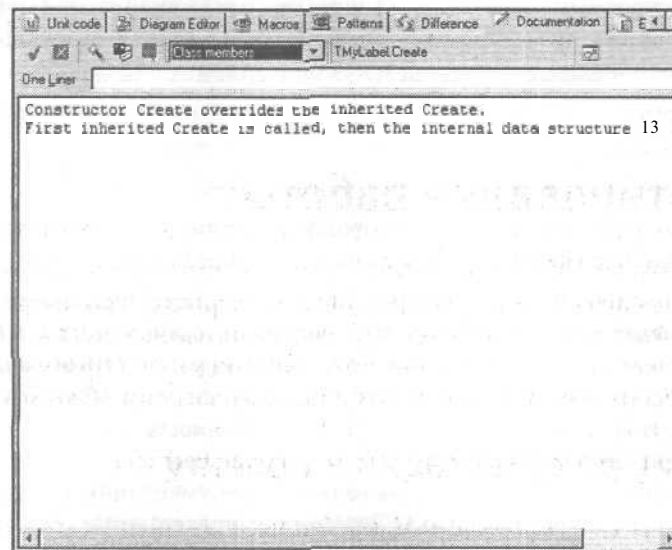 Unit code Diagram Editor Macros Patterns Difference Documentation E
Class members TMyLabel.Create
One Liner
Constructor Create overrides the inherited Create.
First inherited Create is called, then the internal data structure 13